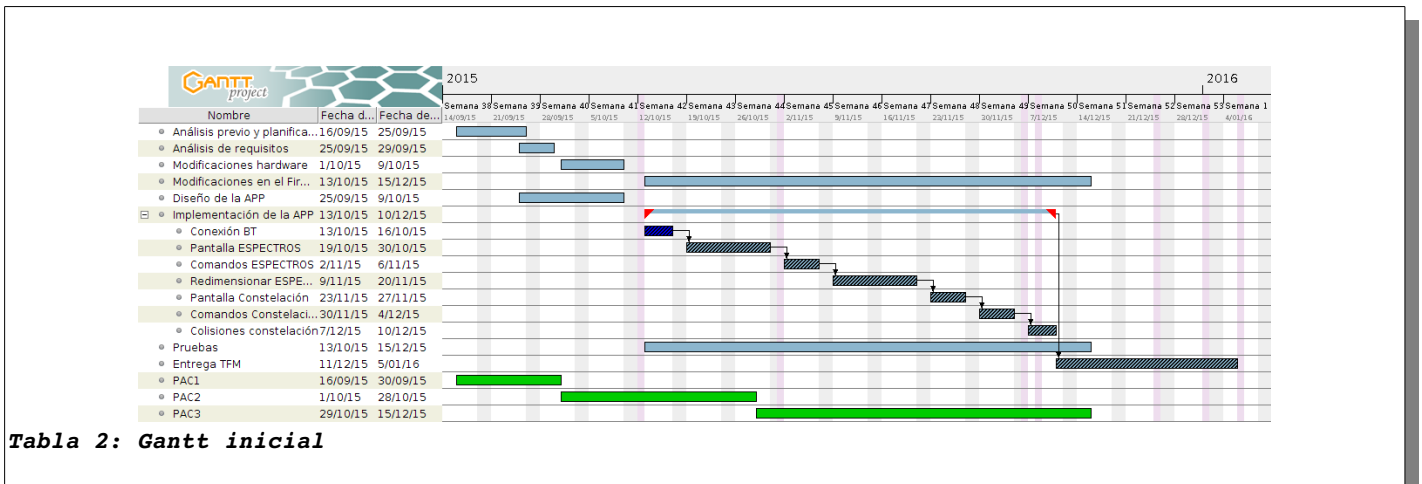 GANTT
project
2015 2016
Semana 38 Semana 39 Semana 40 Semana 41 Semana 42 Semana 43 Semana 44 Semana 45 Semana 46 Semana 47 Semana 48 Semana 49 Semana 50 Semana 51 Semana 52 Semana 53 Semana 1
Nombre Fecha d... Fecha de... 14/09/15 21/09/15 28/09/15 5/10/15 12/10/15 19/10/15 26/10/15 2/11/15 9/11/15 16/11/15 23/11/15 30/11/15 7/12/15 14/12/15 21/12/15 28/12/15 4/01/16
Análisis previo y planifica... 16/09/15 25/09/15
Análisis de requisitos 25/09/15 29/09/15
Modificaciones hardware 1/10/15 9/10/15
Modificaciones en el Fir... 13/10/15 15/12/15
Diseño de la APP 25/09/15 9/10/15
Implementación de la APP 13/10/15 10/12/15
Conexión BT 13/10/15 16/10/15
Pantalla ESPECTROS 19/10/15 30/10/15
Comandos ESPECTROS 2/11/15 6/11/15
Redimensionar ESPE... 9/11/15 20/11/15
Pantalla Constelación 23/11/15 27/11/15
Comandos Constelaci... 30/11/15 4/12/15
Colisiones constelación 7/12/15 10/12/15
Pruebas 13/10/15 15/12/15
Entrega TFM 11/12/15 5/01/16
PAC1 16/09/15 30/09/15
PAC2 1/10/15 28/10/15
PAC3 29/10/15 15/12/15
Tabla 2: Gantt inicial